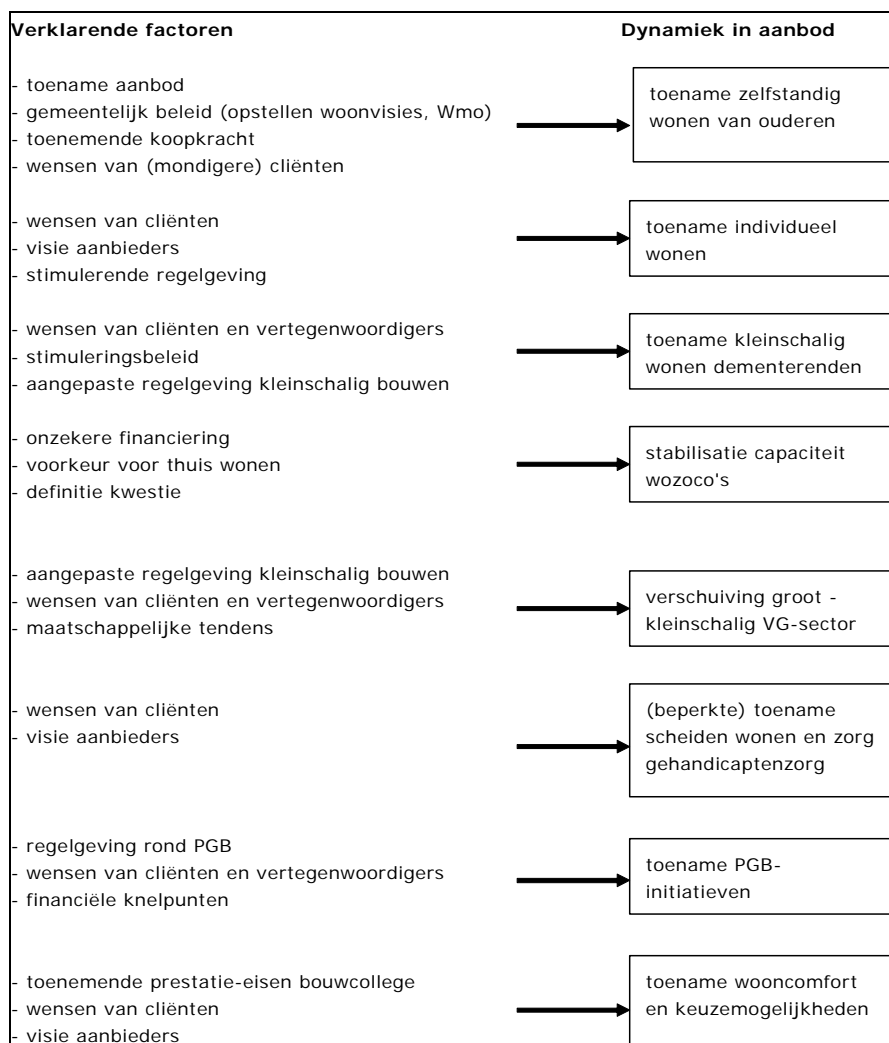 Verklarende factoren
Dynamiek in aanbod
- toename aanbod
- gemeentelijk beleid (opstellen woonvisies, Wmo)
- toenemende koopkracht
- wensen van (mondigere) cliënten
toename zelfstandig
wonen van ouderen
- wensen van cliënten
- visie aanbieders
- stimulerende regelgeving
toename individueel
wonen
- wensen van cliënten en vertegenwoordigers
- stimuleringsbeleid
- aangepaste regelgeving kleinschalig bouwen
toename kleinschalig
wonen dementerenden
- onzekere financiering
- voorkeur voor thuis wonen
- definitie kwestie
stabilisatie capaciteit
wozoco's
- aangepaste regelgeving kleinschalig bouwen
- wensen van cliënten en vertegenwoordigers
- maatschappelijke tendens
verschuiving groot -
kleinschalig VG-sector
- wensen van cliënten
- visie aanbieders
(beperkte) toename
scheiden wonen en zorg
gehandicaptenzorg
- regelgeving rond PGB
- wensen van cliënten en vertegenwoordigers
- financiële knelpunten
toename PGB-
initiatieven
- toenemende prestatie-eisen bouwcollege
- wensen van cliënten
- visie aanbieders
toename wooncomfort
en keuzemogelijkheden